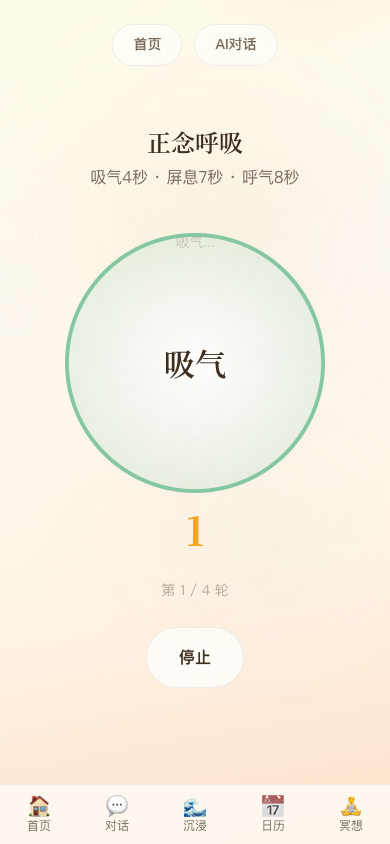 首页
AI对话
正念呼吸
吸气4秒 · 屏息7秒 · 呼气8秒
吸气...
吸气
1
第 1 / 4 轮
停止
17
首页
对话
沉浸
日历
冥想